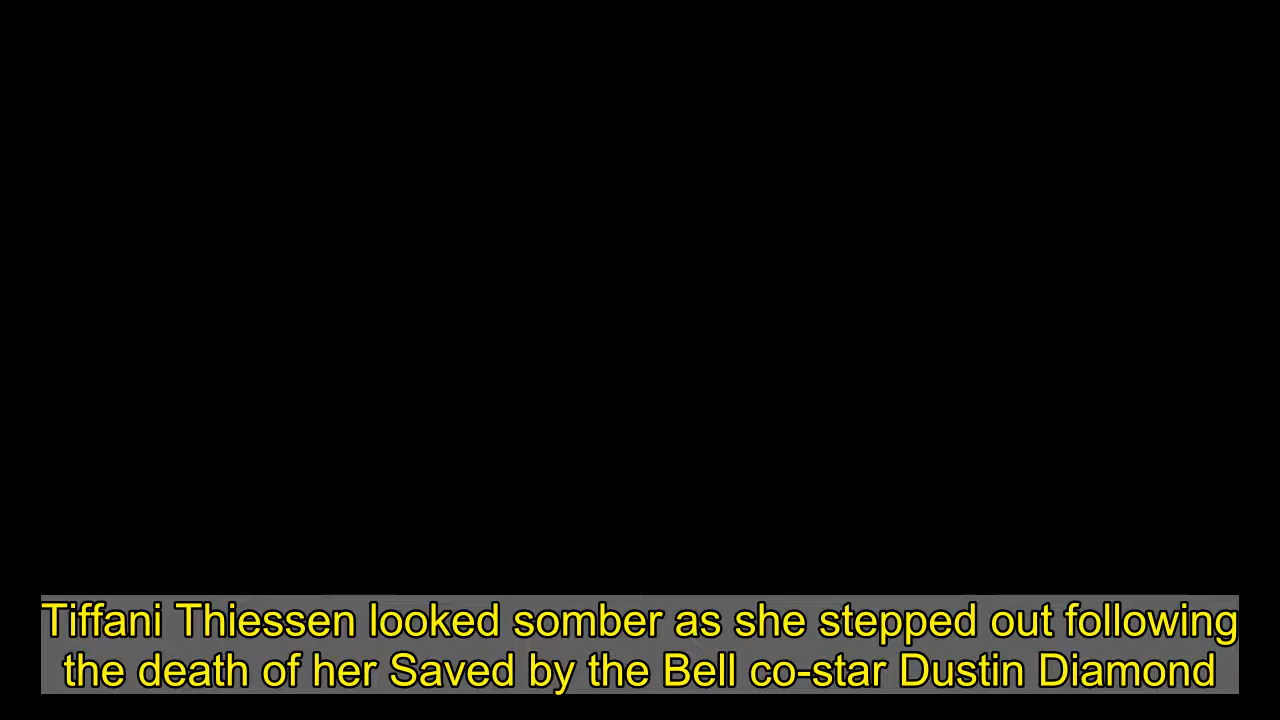 Tiffani Thiessen looked somber as she stepped out following
the death of her Saved by the Bell co-star Dustin Diamond